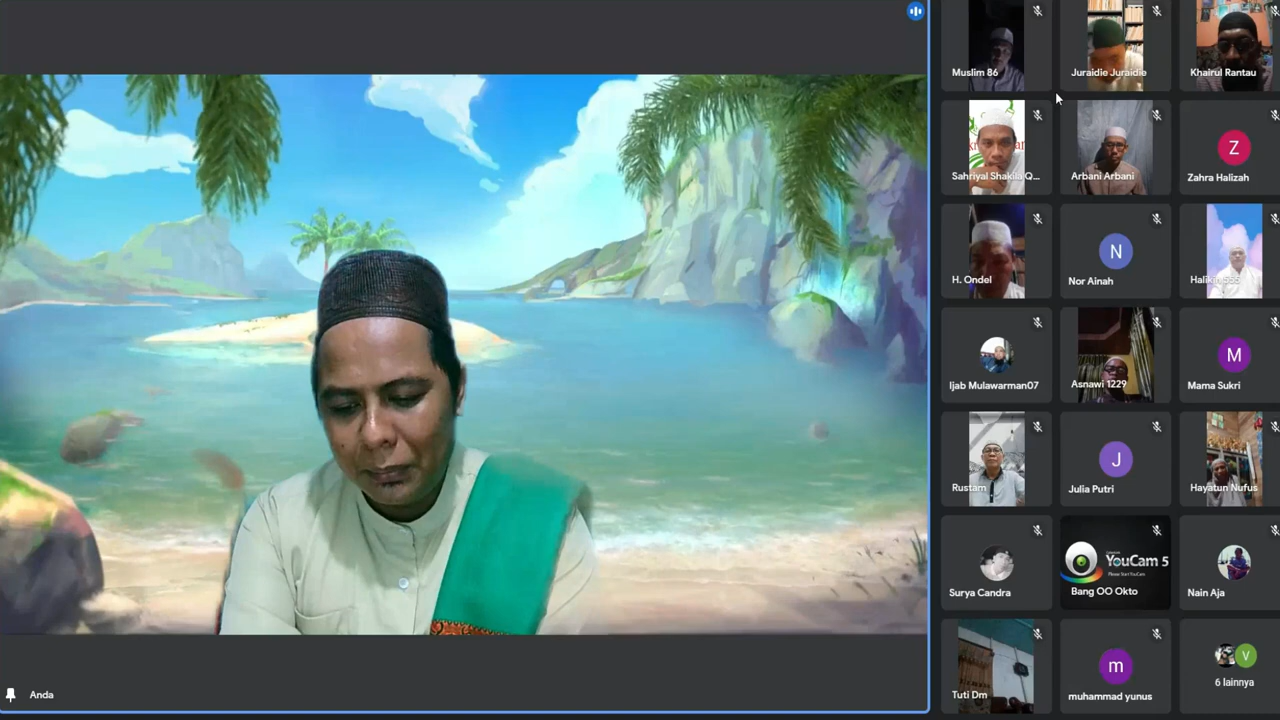 Muslim 86
Juraidie Juraidie
Khairul Rantau
Sahriyal Shakila Q...
Arbani Arbani
Z
Zahra Halizah
H. Ondel
N
Nor Ainah
Ijab Mulawarman07
Asnawi 1229
M
Mama Sukri
Rustam
J
Julia Putri
Hayatun Nufus
Surya Candra
YouCam 5
Bang OO Okto
Nain Aja
Tuti Dm
m
muhammad yunus
V
6 lainnya
Anda